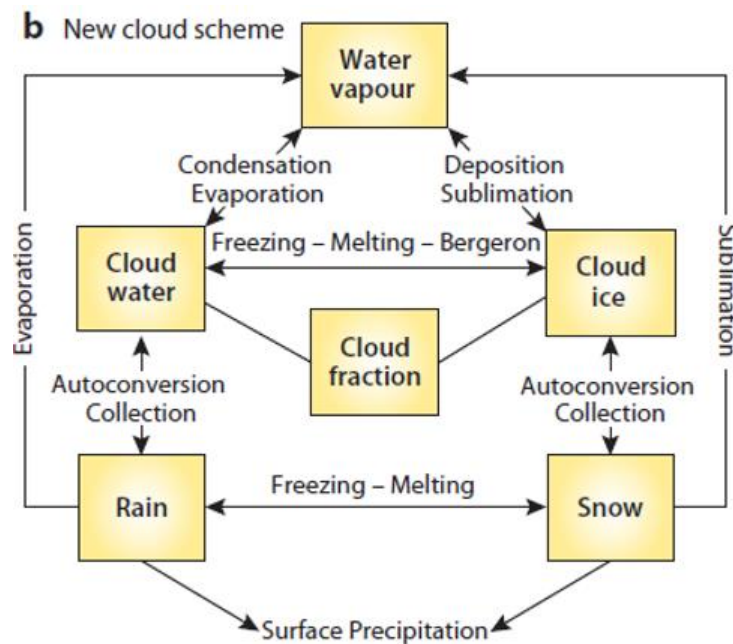 b New cloud scheme
Water
vapour
Condensation
Evaporation
Deposition
Sublimation
Freezing – Melting – Bergeron
Cloud
water
Cloud
ice
Cloud
fraction
Evaporation
Sublimation
Autoconversion
Collection
Autoconversion
Collection
Rain
Freezing – Melting
Snow
Surface Precipitation